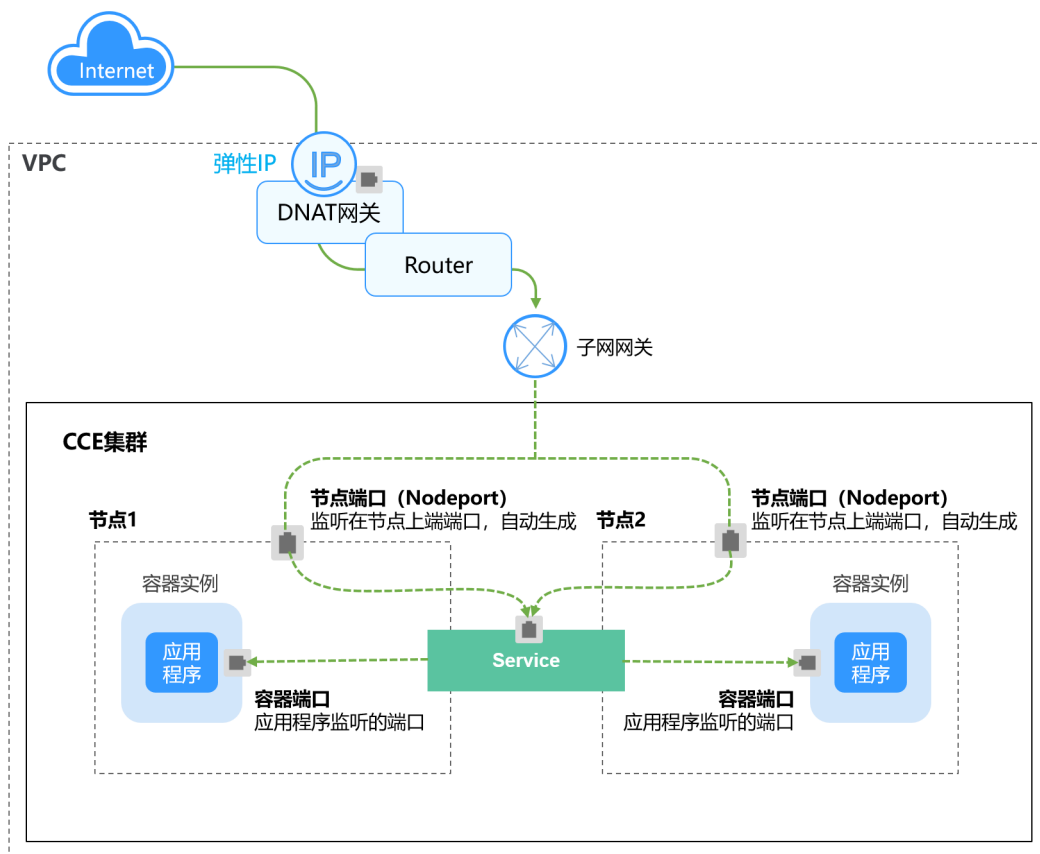 Internet
VPC
弹性IP
IP
DNAT网关
Router
子网网关
CCE集群
节点1
节点端口（Nodeport）
监听在节点上端端口，自动生成
节点2
节点端口（Nodeport）
监听在节点上端端口，自动生成
容器实例
应用
程序
Service
容器实例
应用
程序
容器端口
应用程序监听的端口
容器端口
应用程序监听的端口